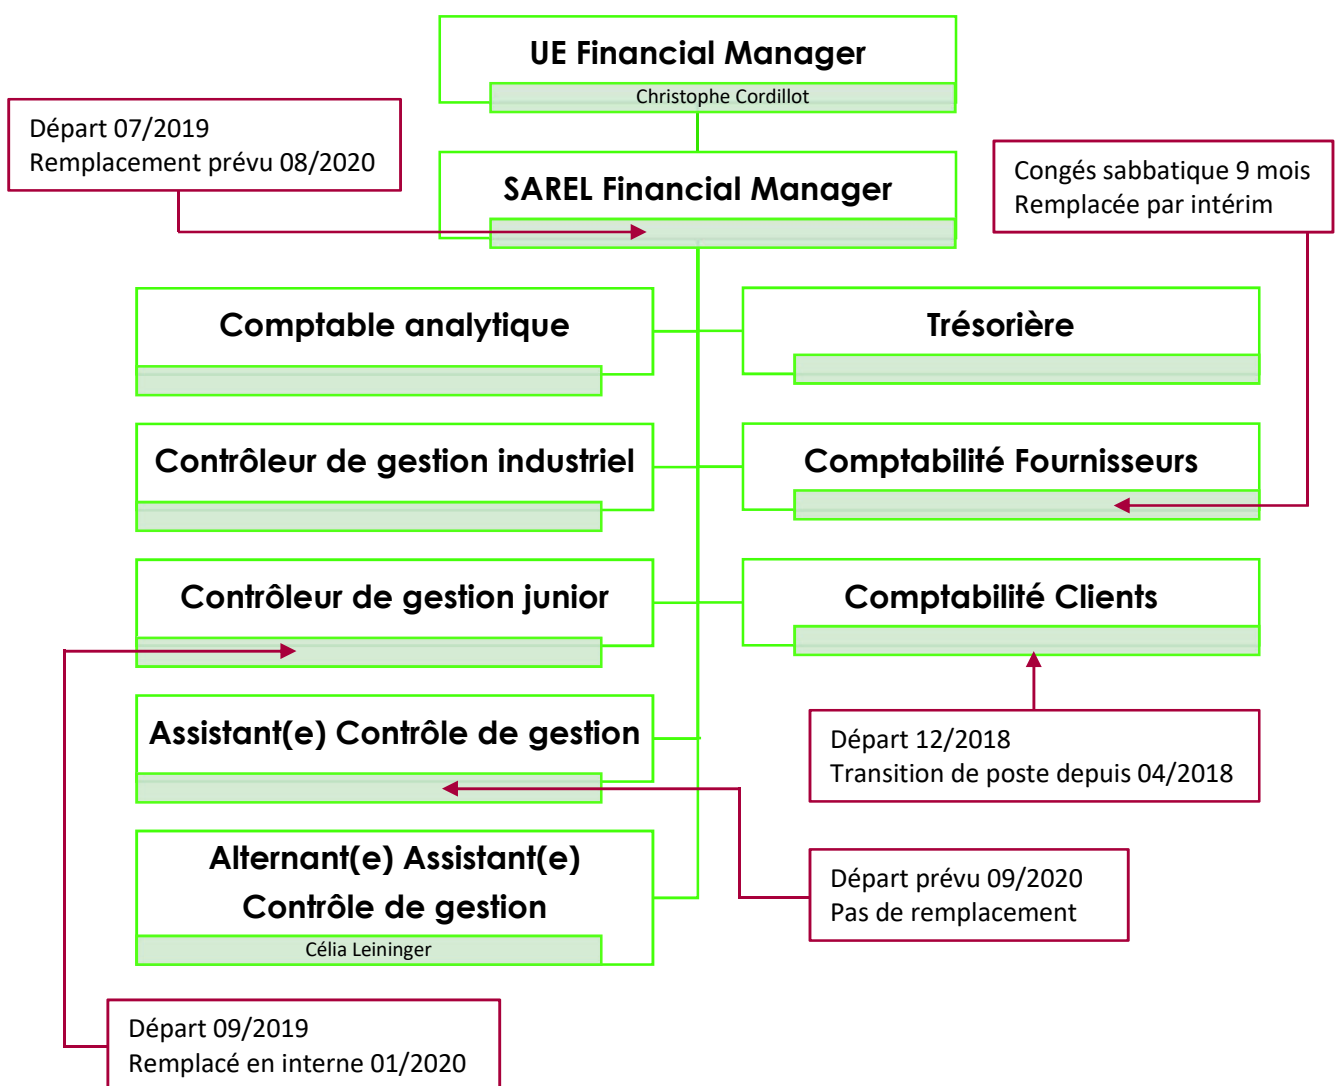 UE Financial Manager
Christophe Cordillot
Départ 07/2019
Remplacement prévu 08/2020
SAREL Financial Manager
Congés sabbatique 9 mois
Remplacée par intérim
Comptable analytique
Trésorière
Contrôleur de gestion industriel
Comptabilité Fournisseurs
Contrôleur de gestion junior
Comptabilité Clients
Assistant(e) Contrôle de gestion
Départ 12/2018
Transition de poste depuis 04/2018
Alternant(e) Assistant(e)
Contrôle de gestion
Célia Leininger
Départ prévu 09/2020
Pas de remplacement
Départ 09/2019
Remplacé en interne 01/2020